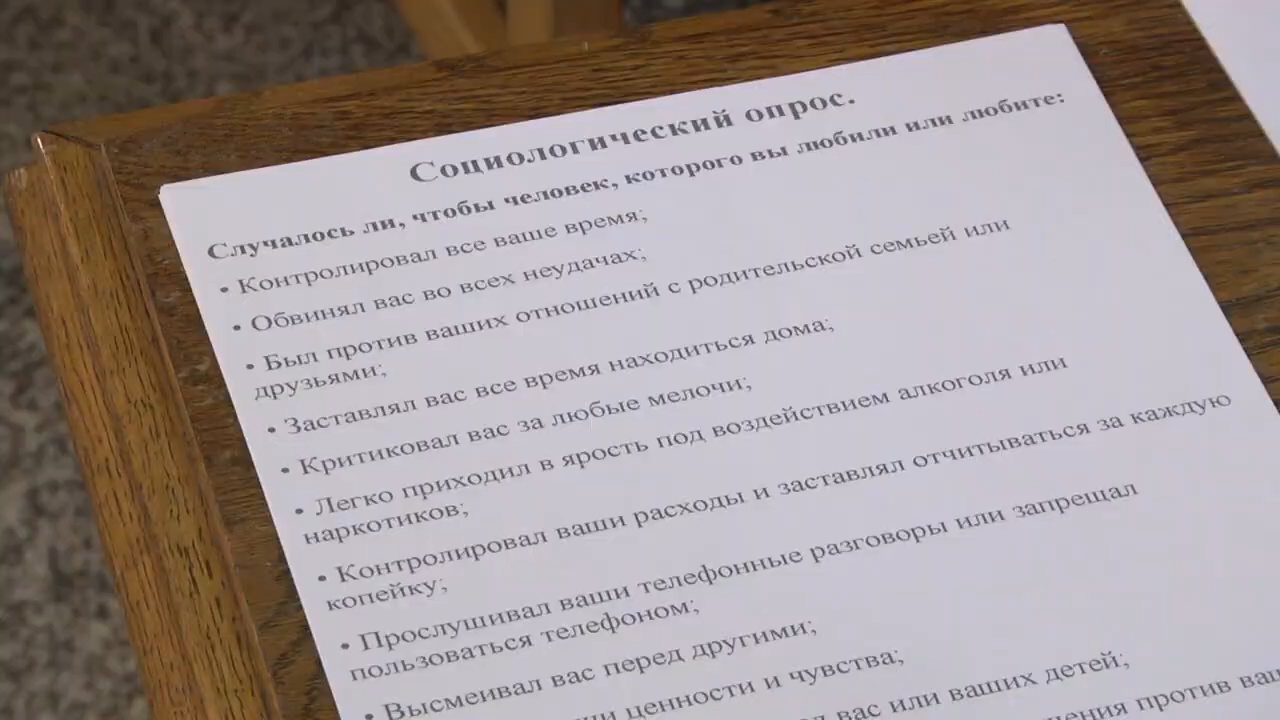 Социологический опрос.
Случалось ли, чтобы человек, которого вы любили или любите:
• Контролировал все ваше время;
• Обвинял вас во всех неудачах;
• Был против ваших отношений с родительской семьей или
друзьями;
• Заставлял вас все время находиться дома;
• Критиковал вас за любые мелочи;
• Легко приходил в ярость под воздействием алкоголя или
наркотиков;
• Контролировал ваши расходы и заставлял отчитываться за каждую
копейку;
• Прослушивал ваши телефонные разговоры или запрещал
пользоваться телефоном;
• Высмеивал вас перед другими;
ценности и чувства;
вас или ваших детей;
против